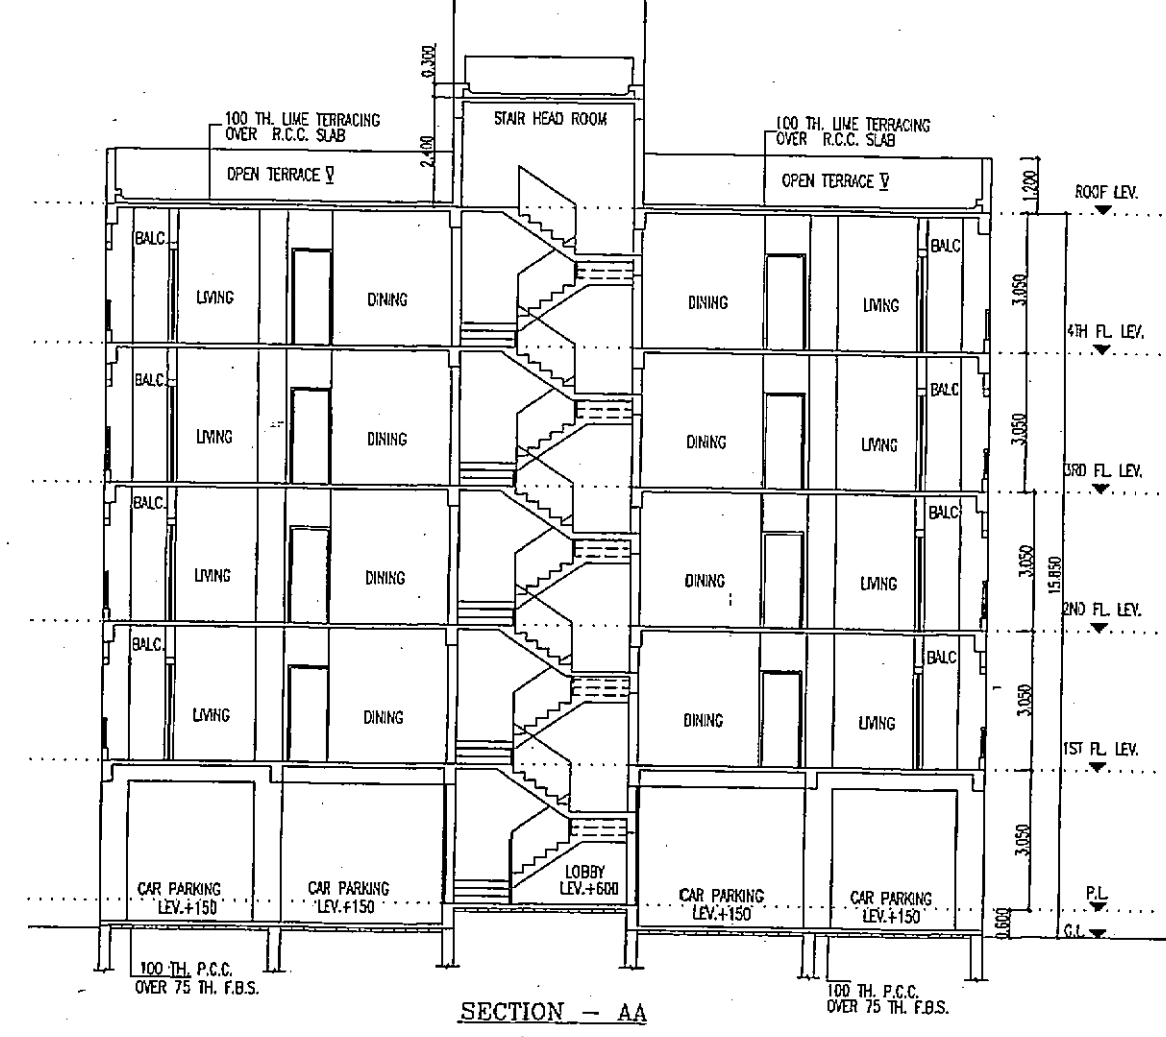 0.300
STAIR HEAD ROOM
100 TH. LIME TERRACING
OVER R.C.C. SLAB
100 TH. LIME TERRACING
OVER R.C.C. SLAB
2.400
OPEN TERRACE
OPEN TERRACE
1.200
ROOF LEV.
BALC.
LIVING
DINING
DINING
LIVING
BALC
3.050
4TH FL. LEV.
BALC.
LIVING
DINING
DINING
LIVING
BALC
3.050
3RD FL. LEV.
BALC.
LIVING
DINING
DINING
LIVING
BALC
3.050
15.850
2ND FL. LEV.
BALC.
LIVING
DINING
DINING
LIVING
BALC
3.050
1ST FL. LEV.
3.050
CAR PARKING
LEV.+150
CAR PARKING
LEV.+150
LOBBY
LEV.+600
CAR PARKING
LEV.+150
CAR PARKING
LEV.+150
P.L.
0.600
G.L.
100 TH. P.C.C.
OVER 75 TH. F.B.S.
100 TH. P.C.C.
OVER 75 TH. F.B.S.
SECTION - AA